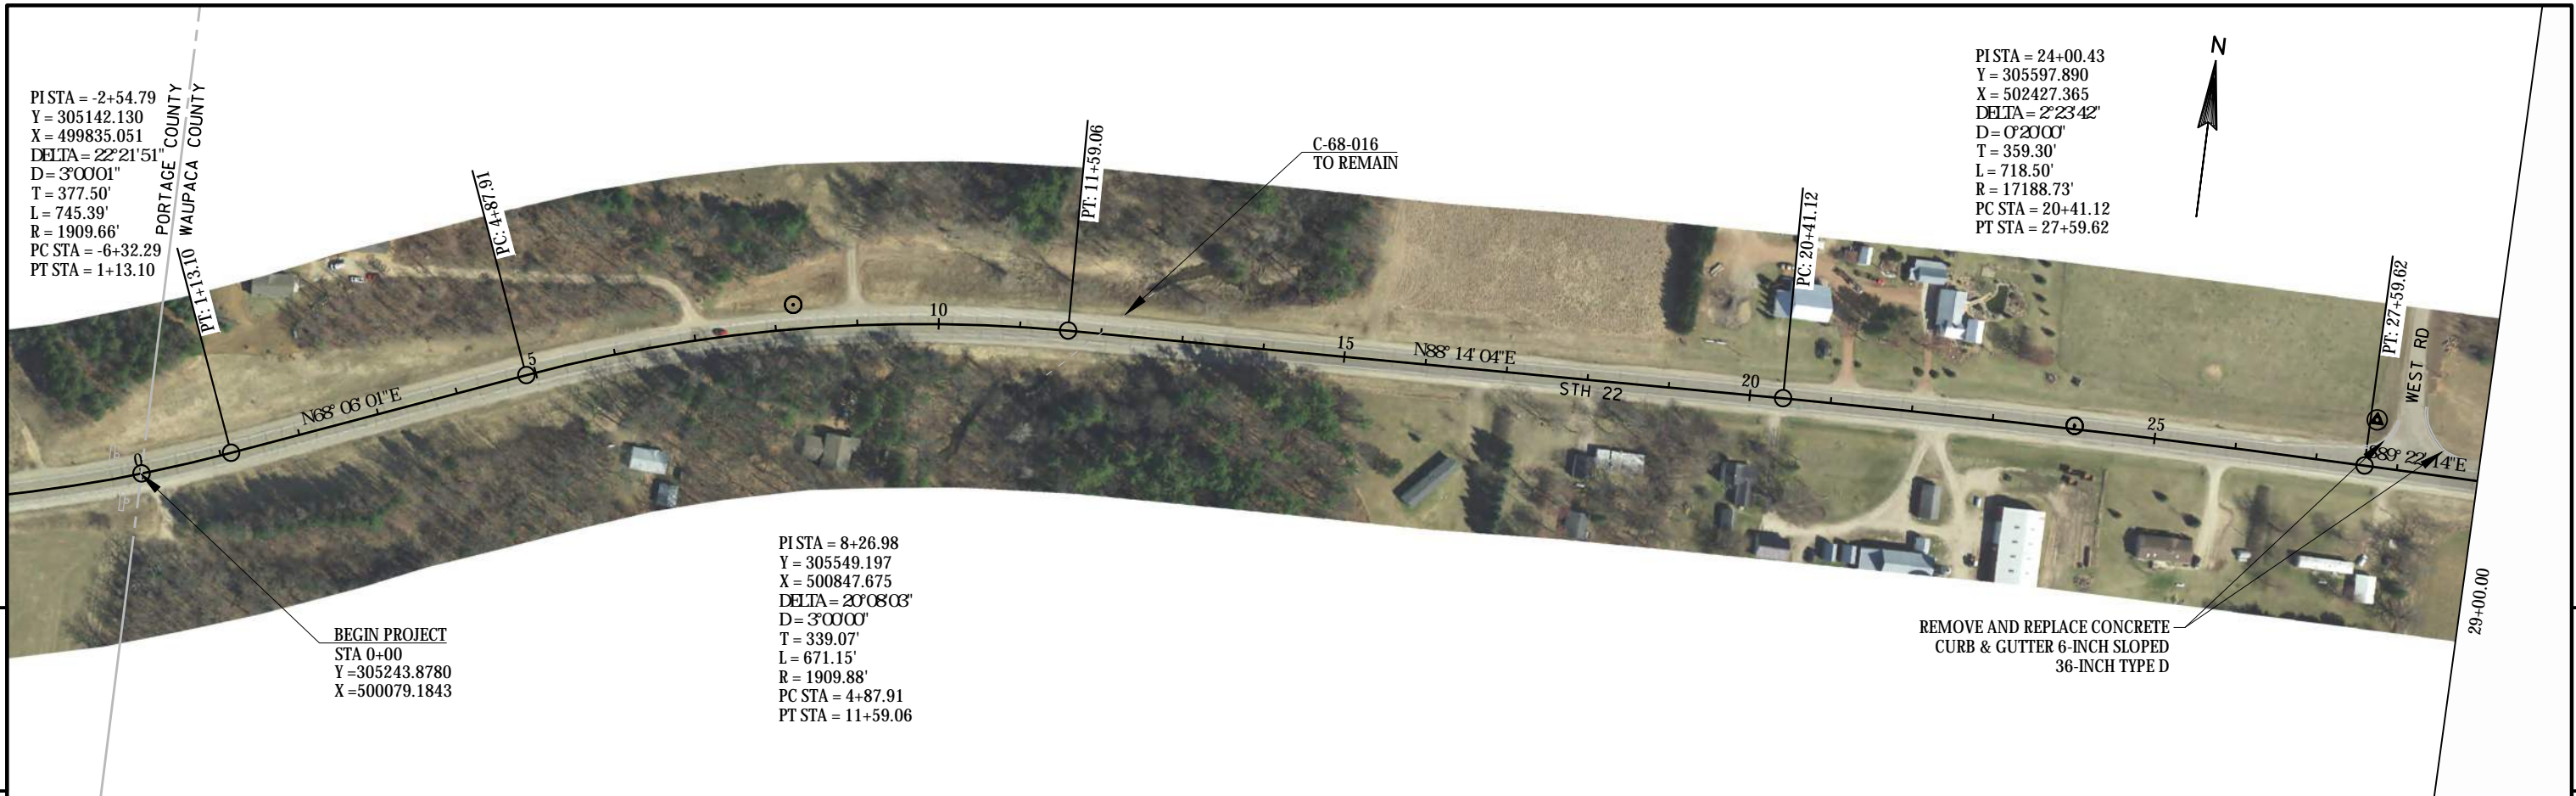 PI STA = -2+54.79
Y = 305142.130
X = 499835.051
DELTA = 22°21'51"
D = 3°00'01"
T = 377.50'
L = 745.39'
R = 1909.66'
PC STA = -6+32.29
PT STA = 1+13.10
PORTAGE COUNTY
WAUPACA COUNTY
PT: 1+13.10
PC: 4+87.91
PT: 11+59.06
C-68-016
TO REMAIN
PC: 20+41.12
PI STA = 24+00.43
Y = 305597.890
X = 502427.365
DELTA = 2°23'42"
D = 0°20'00"
T = 359.30'
L = 718.50'
R = 17188.73'
PC STA = 20+41.12
PT STA = 27+59.62
N
PT: 27+59.62
WEST RD
0
N68° 06' 01"E
5
10
15
N88° 14' 04"E
STH 22
20
25
89° 22' 14"E
BEGIN PROJECT
STA 0+00
Y =305243.8780
X =500079.1843
PI STA = 8+26.98
Y = 305549.197
X = 500847.675
DELTA = 20°08'03"
D = 3°00'00"
T = 339.07'
L = 671.15'
R = 1909.88'
PC STA = 4+87.91
PT STA = 11+59.06
REMOVE AND REPLACE CONCRETE
CURB & GUTTER 6-INCH SLOPED
36-INCH TYPE D
29+00.00